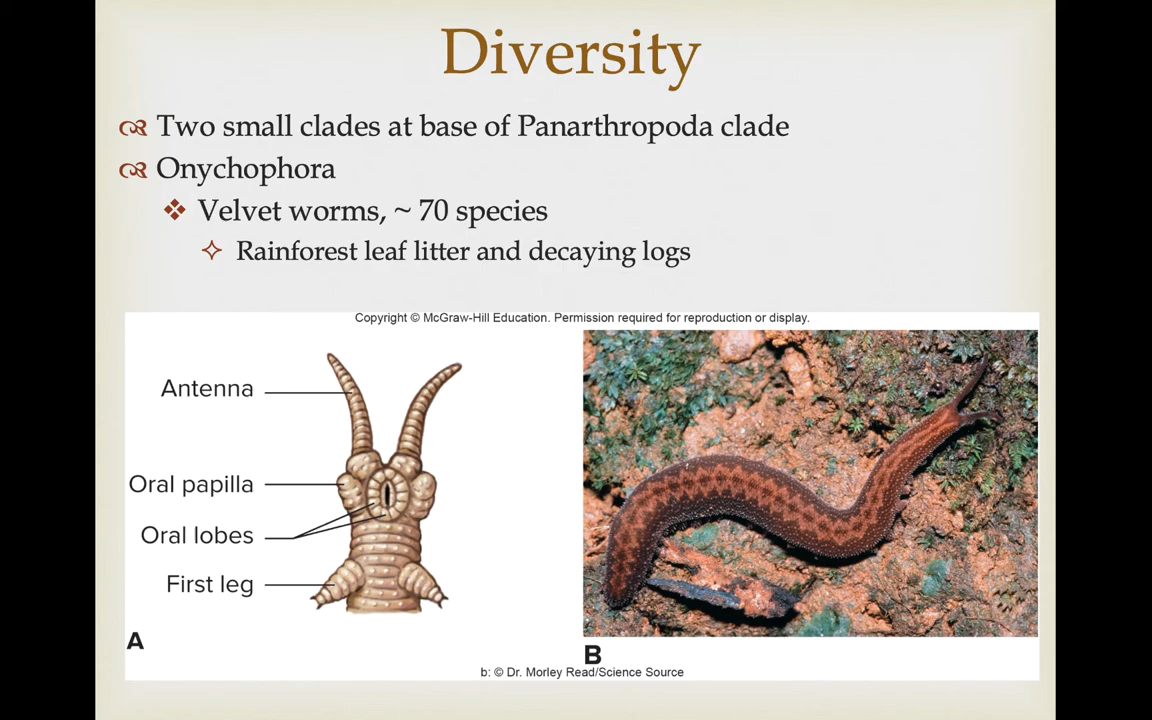 Diversity
Two small clades at base of Panarthropoda clade
Onychophora
Velvet worms, ~ 70 species
Rainforest leaf litter and decaying logs
Copyright © McGraw-Hill Education. Permission required for reproduction or display.
Antenna
Oral papilla
Oral lobes
First leg
A
B
b: © Dr. Morley Read/Science Source